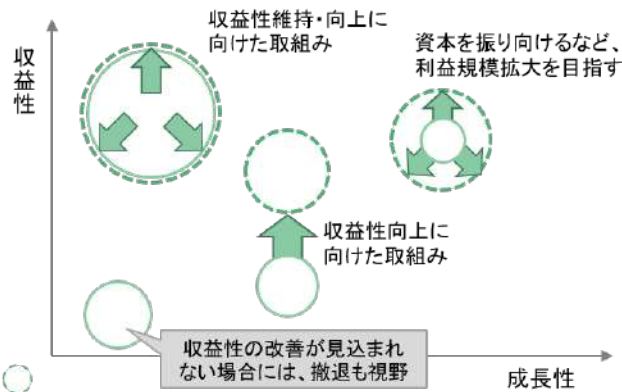 収益性維持・向上に
向けた取組み
資本を振り向けるなど、
利益規模拡大を目指す
収益性
収益性向上に
向けた取組み
収益性の改善が見込まれ
ない場合には、撤退も視野
成長性